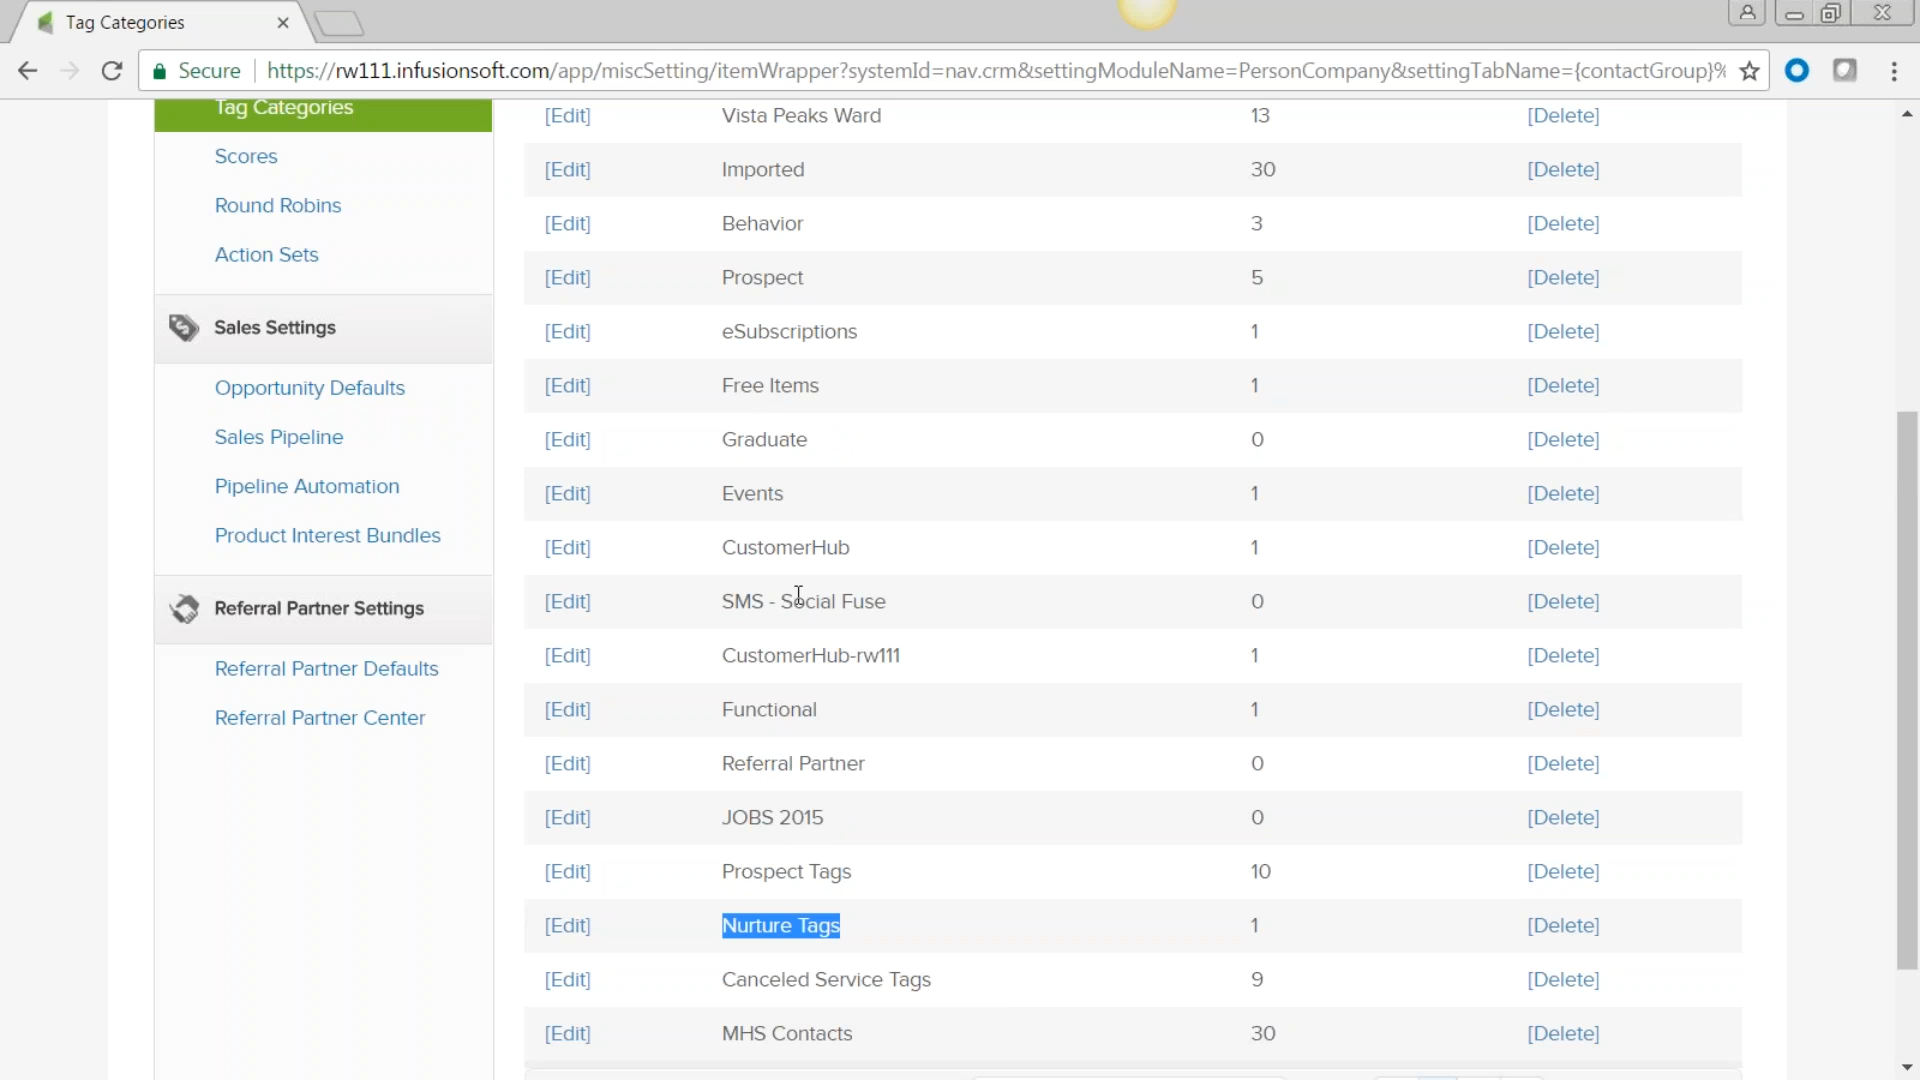 Tag Categories
Secure https://rw111.infusionsoft.com/app/miscSetting/itemWrapper?systemId=nav.crm&settingModuleName=PersonCompany&settingTabName={contactGroup}%
Tag Categories
Scores
Round Robins
Action Sets
Sales Settings
Opportunity Defaults
Sales Pipeline
Pipeline Automation
Product Interest Bundles
Referral Partner Settings
Referral Partner Defaults
Referral Partner Center
[Edit] Vista Peaks Ward 13 [Delete]
[Edit] Imported 30 [Delete]
[Edit] Behavior 3 [Delete]
[Edit] Prospect 5 [Delete]
[Edit] eSubscriptions 1 [Delete]
[Edit] Free Items 1 [Delete]
[Edit] Graduate 0 [Delete]
[Edit] Events 1 [Delete]
[Edit] CustomerHub 1 [Delete]
[Edit] SMS - Social Fuse 0 [Delete]
[Edit] CustomerHub-rw111 1 [Delete]
[Edit] Functional 1 [Delete]
[Edit] Referral Partner 0 [Delete]
[Edit] JOBS 2015 0 [Delete]
[Edit] Prospect Tags 10 [Delete]
[Edit] Nurture Tags 1 [Delete]
[Edit] Canceled Service Tags 9 [Delete]
[Edit] MHS Contacts 30 [Delete]